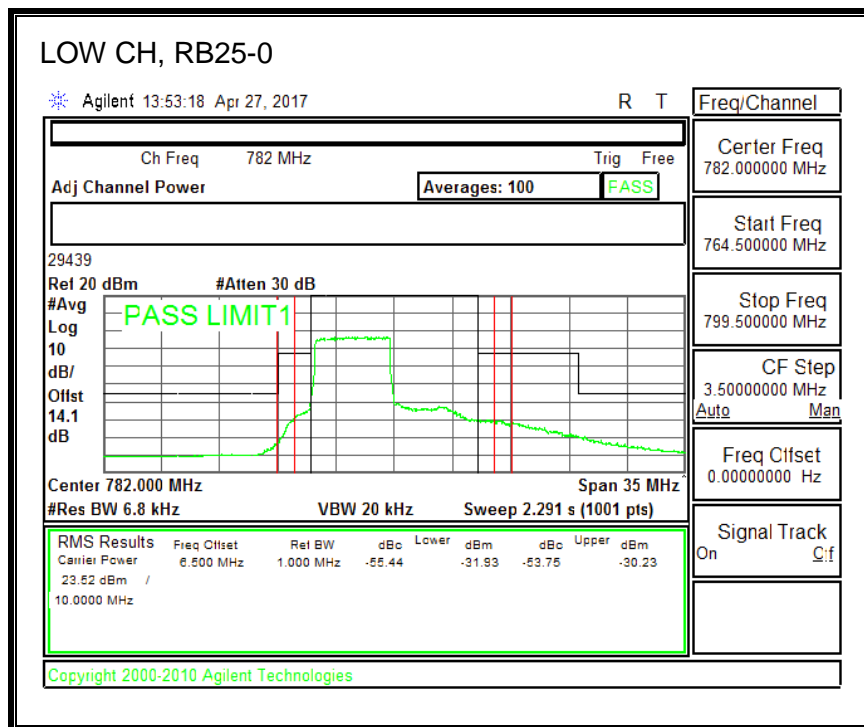 LOW CH, RB25-0
Agilent 13:53:18 Apr 27, 2017 R T
Ch Freq 782 MHz Trig Free
Adj Channel Power Averages: 100 PASS
29439
Ref 20 dBm #Atten 30 dB
#Avg
Log
10
dB/
Offst
14.1
dB
PASS LIMIT1
Center 782.000 MHz Span 35 MHz
#Res BW 6.8 kHz VBW 20 kHz Sweep 2.291 s (1001 pts)
RMS Results Freq Offset Ref BW dBc Lower dBm dBc Upper dBm
Carrier Power 6.500 MHz 1.000 MHz -55.44 -31.93 -53.75 -30.23
23.52 dBm /
10.0000 MHz
Copyright 2000-2010 Agilent Technologies
Freq/Channel
Center Freq
782.000000 MHz
Start Freq
764.500000 MHz
Stop Freq
799.500000 MHz
CF Step
3.50000000 MHz
Auto Man
Freq Offset
0.00000000 Hz
Signal Track
On Off